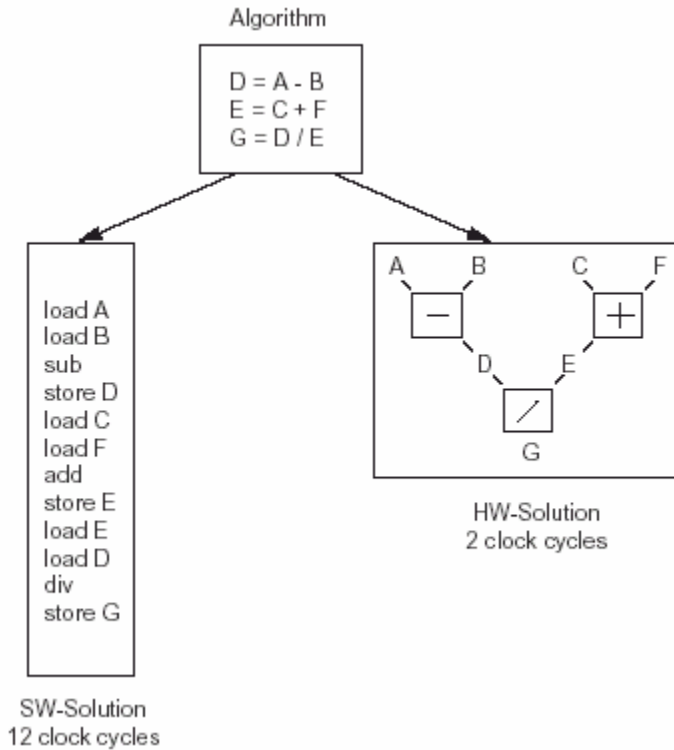 Algorithm
D = A - B
E = C + F
G = D / E
load A
load B
sub
store D
load C
load F
add
store E
load E
load D
div
store G
SW-Solution
12 clock cycles
A B C F
− +
D E
/
G
HW-Solution
2 clock cycles